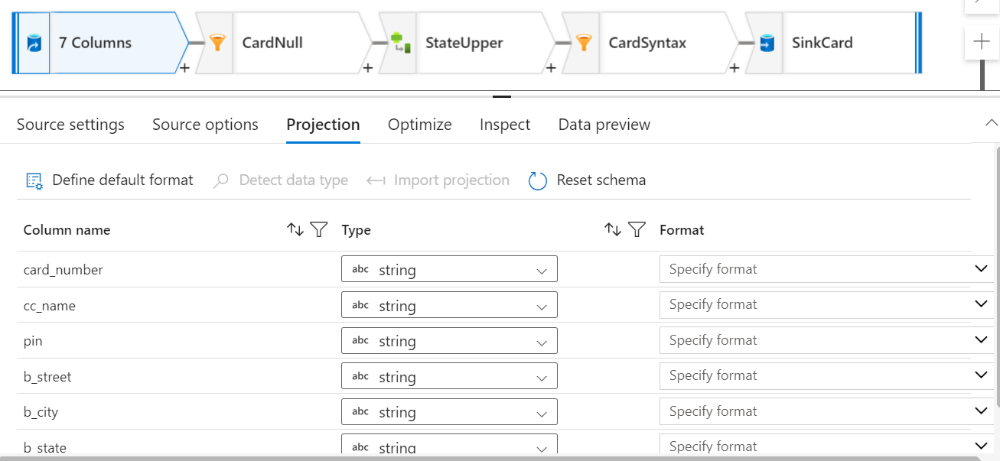 7 Columns CardNull StateUpper CardSyntax SinkCard
+ + + +
Source settings Source options Projection Optimize Inspect Data preview
Define default format Detect data type Import projection Reset schema
Column name Type Format
card_number abc string Specify format
cc_name abc string Specify format
pin abc string Specify format
b_street abc string Specify format
b_city abc string Specify format
b_state abc string Specify format